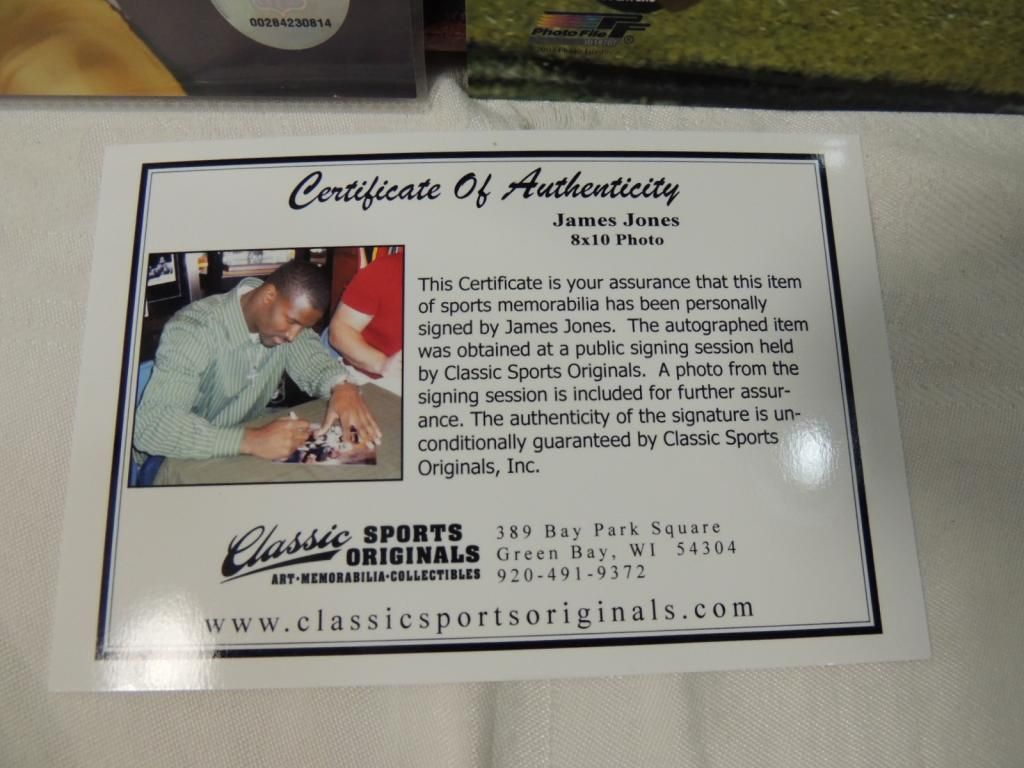 00284230814
Photo File
Certificate Of Authenticity
James Jones
8x10 Photo
This Certificate is your assurance that this item
of sports memorabilia has been personally
signed by James Jones. The autographed item
was obtained at a public signing session held
by Classic Sports Originals. A photo from the
signing session is included for further assur-
ance. The authenticity of the signature is un-
conditionally guaranteed by Classic Sports
Originals, Inc.
Classic SPORTS
ORIGINALS
ART•MEMORABILIA•COLLECTIBLES
389 Bay Park Square
Green Bay, WI 54304
920-491-9372
www.classicsportsoriginals.com